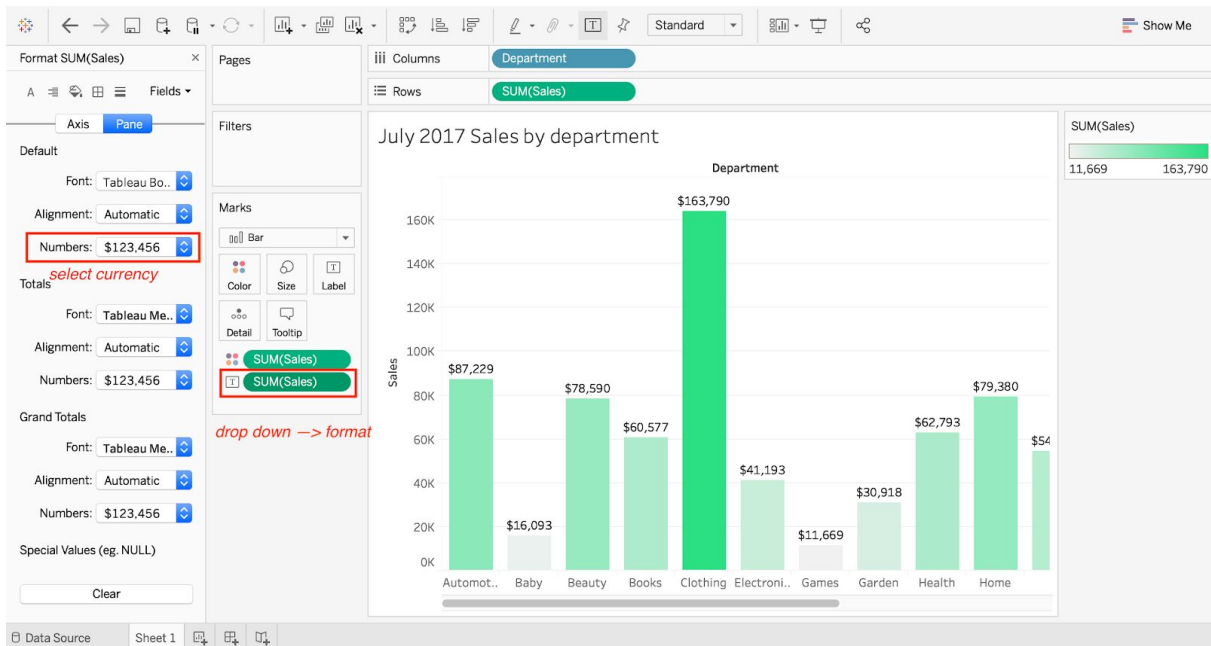 Standard
Show Me
Format SUM(Sales) ×
A Fields
Axis Pane
Default
Font: Tableau Bo..
Alignment: Automatic
Numbers: $123,456
select currency
Totals
Font: Tableau Me..
Alignment: Automatic
Numbers: $123,456
Grand Totals
Font: Tableau Me..
Alignment: Automatic
Numbers: $123,456
Special Values (eg. NULL)
Clear
Pages
Filters
Marks
Bar
Color Size Label
T
Detail Tooltip
SUM(Sales)
T SUM(Sales)
drop down —> format
iii Columns Department
Rows SUM(Sales)
July 2017 Sales by department
Department
Sales
160K
140K
120K
100K
80K
60K
40K
20K
0K
$87,229
$16,093
$78,590
$60,577
$163,790
$41,193
$11,669
$30,918
$62,793
$79,380
$54
Automot.. Baby Beauty Books Clothing Electroni.. Games Garden Health Home
SUM(Sales)
11,669 163,790
Data Source Sheet 1